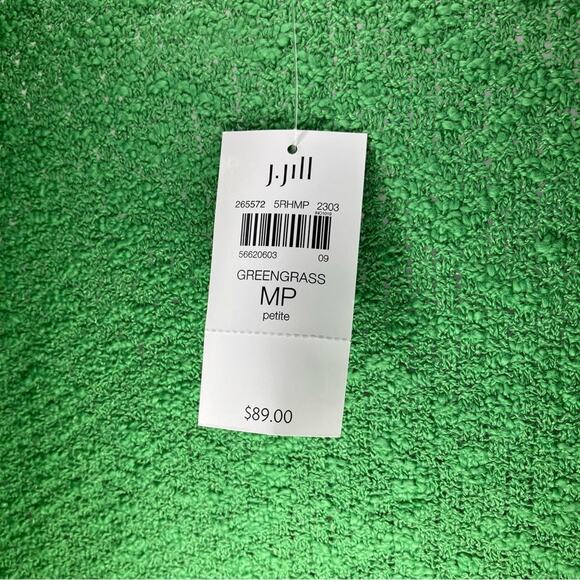 J.Jill
265572 5RHMP 2303
56620603 09
GREENGRASS
MP
petite
$89.00